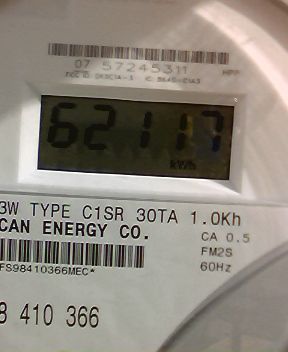 07 57245311
62117
kWh
3W TYPE C1SR 30TA 1.0Kh
CAN ENERGY CO.
CA 0.5
FM2S
60Hz
FS98410366MEC*
8 410 366